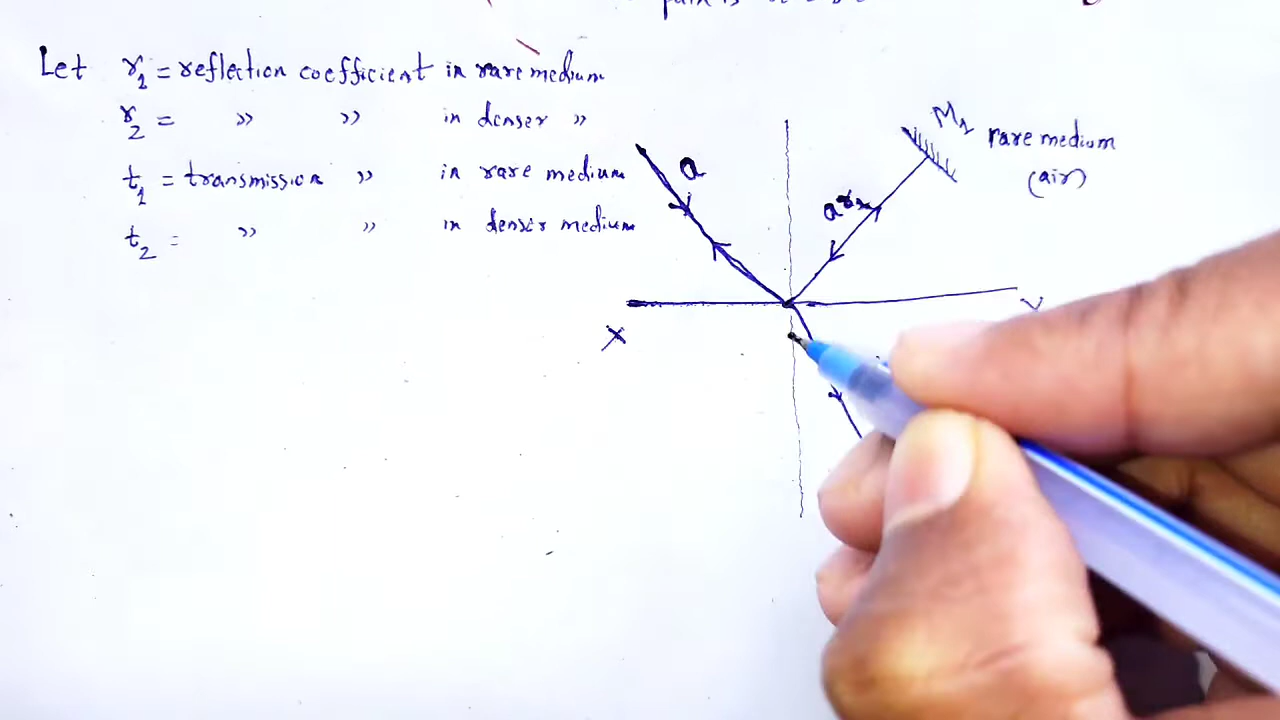 Let r₁ = reflection coefficient in rare medium
r₂ = ” ” in denser ”
t₁ = transmission ” in rare medium
t₂ = ” ” in denser medium
M₁ rare medium
(air)
a
ar₁
X